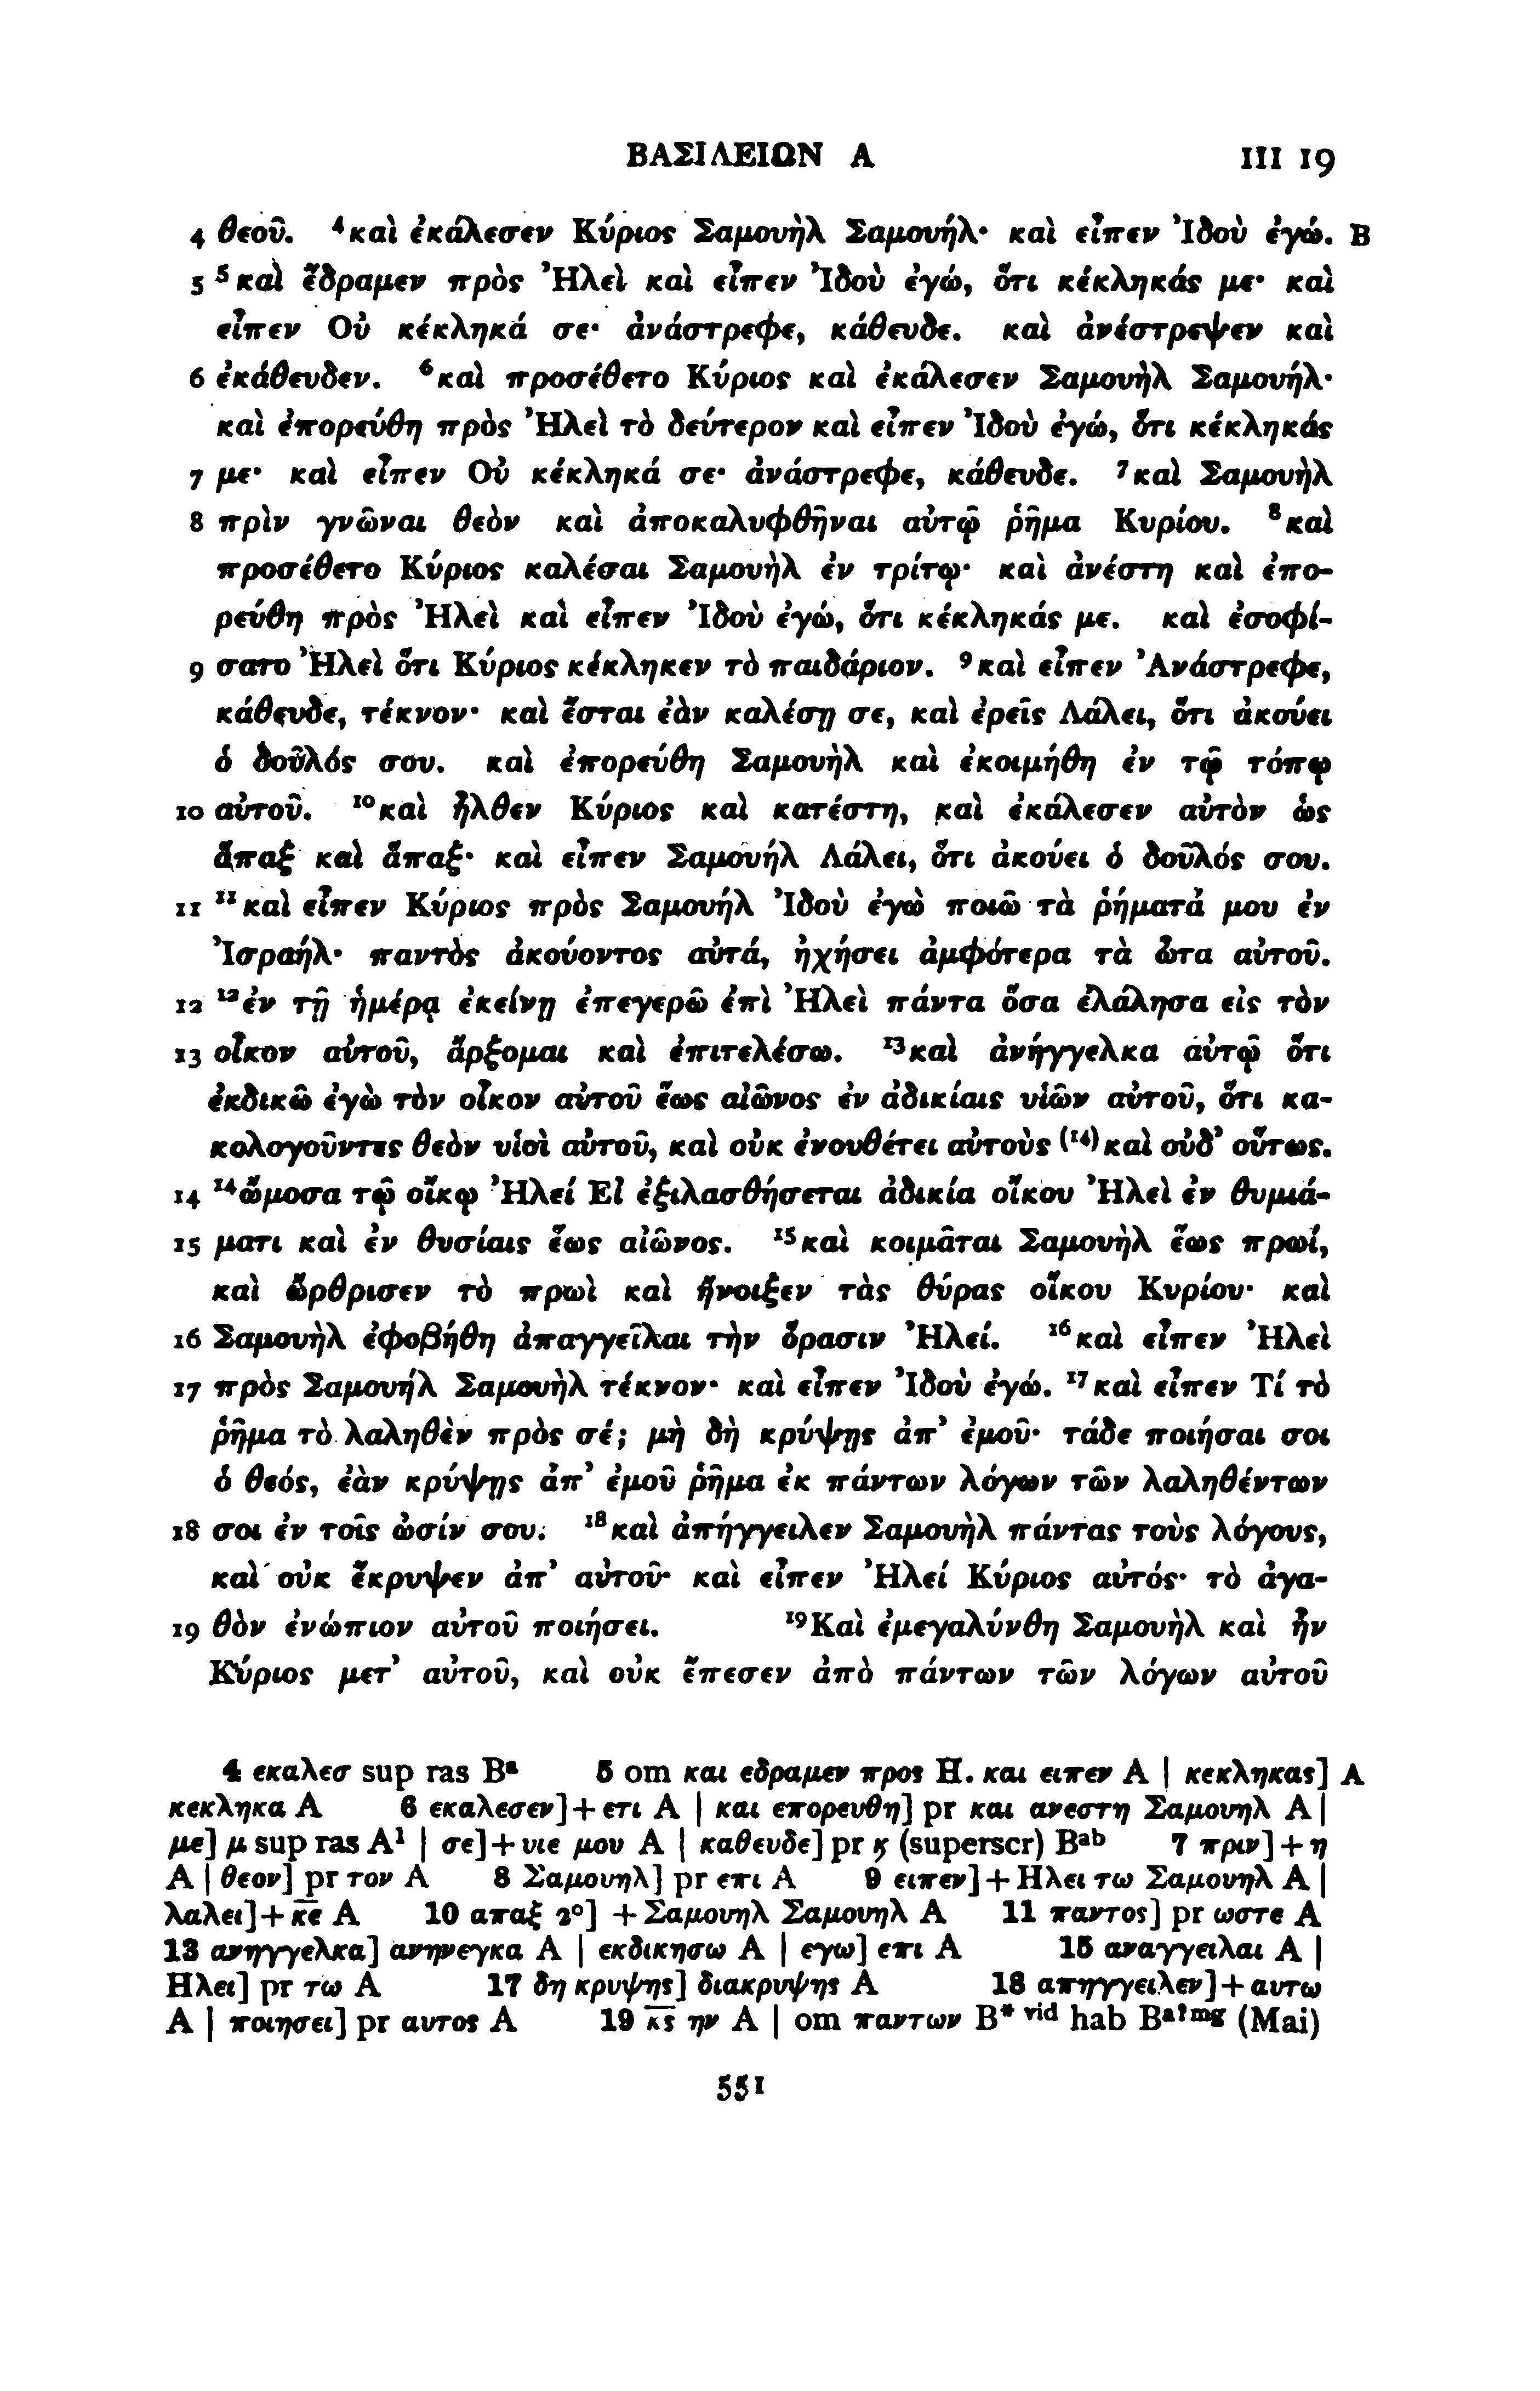 ΒΑΣΙΛΕΙΩΝ Α III 19
4 θεοῦ. ⁴καὶ ἐκάλεσεν Κύριος Σαμουὴλ Σαμουήλ· καὶ εἶπεν Ἰδοὺ ἐγώ. B
5 ⁵καὶ ἔδραμεν πρὸς Ἡλεὶ καὶ εἶπεν Ἰδοὺ ἐγώ, ὅτι κέκληκάς με· καὶ
εἶπεν Οὐ κέκληκά σε· ἀνάστρεφε, κάθευδε. καὶ ἀνέστρεψεν καὶ
6 ἐκάθευδεν. ⁶καὶ προσέθετο Κύριος καὶ ἐκάλεσεν Σαμουὴλ Σαμουήλ·
καὶ ἐπορεύθη πρὸς Ἡλεὶ τὸ δεύτερον καὶ εἶπεν Ἰδοὺ ἐγώ, ὅτι κέκληκάς
7 με· καὶ εἶπεν Οὐ κέκληκά σε· ἀνάστρεφε, κάθευδε. ⁷καὶ Σαμουὴλ
8 πρὶν γνῶναι θεὸν καὶ ἀποκαλυφθῆναι αὐτῷ ῥῆμα Κυρίου. ⁸καὶ
προσέθετο Κύριος καλέσαι Σαμουὴλ ἐν τρίτῳ· καὶ ἀνέστη καὶ ἐπο-
ρεύθη πρὸς Ἡλεὶ καὶ εἶπεν Ἰδοὺ ἐγώ, ὅτι κέκληκάς με. καὶ ἐσοφί-
9 σατο Ἡλεὶ ὅτι Κύριος κέκληκεν τὸ παιδάριον. ⁹καὶ εἶπεν Ἀνάστρεφε,
κάθευδε, τέκνον· καὶ ἔσται ἐὰν καλέσῃ σε, καὶ ἐρεῖς Λάλει, ὅτι ἀκούει
ὁ δοῦλός σου. καὶ ἐπορεύθη Σαμουὴλ καὶ ἐκοιμήθη ἐν τῷ τόπῳ
10 αὐτοῦ. ¹⁰καὶ ἦλθεν Κύριος καὶ κατέστη, καὶ ἐκάλεσεν αὐτὸν ὡς
ἅπαξ καὶ ἅπαξ· καὶ εἶπεν Σαμουήλ Λάλει, ὅτι ἀκούει ὁ δοῦλός σου.
11 ¹¹καὶ εἶπεν Κύριος πρὸς Σαμουήλ Ἰδοὺ ἐγὼ ποιῶ τὰ ῥήματά μου ἐν
Ἰσραήλ· παντὸς ἀκούοντος αὐτά, ἠχήσει ἀμφότερα τὰ ὦτα αὐτοῦ.
12 ¹²ἐν τῇ ἡμέρᾳ ἐκείνῃ ἐπεγερῶ ἐπὶ Ἡλεὶ πάντα ὅσα ἐλάλησα εἰς τὸν
13 οἶκον αὐτοῦ, ἄρξομαι καὶ ἐπιτελέσω. ¹³καὶ ἀνήγγελκα αὐτῷ ὅτι
ἐκδικῶ ἐγὼ τὸν οἶκον αὐτοῦ ἕως αἰῶνος ἐν ἀδικίαις υἱῶν αὐτοῦ, ὅτι κα-
κολογοῦντες θεὸν υἱοὶ αὐτοῦ, καὶ οὐκ ἐνουθέτει αὐτοὺς ⁽¹⁴⁾καὶ οὐδ’ οὕτως.
14 ¹⁴ὤμοσα τῷ οἴκῳ Ἡλεί Εἰ ἐξιλασθήσεται ἀδικία οἴκου Ἡλεὶ ἐν θυμιά-
15 ματι καὶ ἐν θυσίαις ἕως αἰῶνος. ¹⁵καὶ κοιμᾶται Σαμουὴλ ἕως πρωί,
καὶ ὤρθρισεν τὸ πρωὶ καὶ ἤνοιξεν τὰς θύρας οἴκου Κυρίου· καὶ
16 Σαμουὴλ ἐφοβήθη ἀπαγγεῖλαι τὴν ὅρασιν Ἡλεί. ¹⁶καὶ εἶπεν Ἡλεὶ
17 πρὸς Σαμουήλ Σαμουὴλ τέκνον· καὶ εἶπεν Ἰδοὺ ἐγώ. ¹⁷καὶ εἶπεν Τί τὸ
ῥῆμα τὸ λαληθὲν πρὸς σέ; μὴ δὴ κρύψῃς ἀπ’ ἐμοῦ· τάδε ποιήσαι σοι
ὁ θεός, ἐὰν κρύψῃς ἀπ’ ἐμοῦ ῥῆμα ἐκ πάντων λόγων τῶν λαληθέντων
18 σοι ἐν τοῖς ὠσίν σου. ¹⁸καὶ ἀπήγγειλεν Σαμουὴλ πάντας τοὺς λόγους,
καὶ οὐκ ἔκρυψεν ἀπ’ αὐτοῦ· καὶ εἶπεν Ἡλεί Κύριος αὐτός· τὸ ἀγα-
19 θὸν ἐνώπιον αὐτοῦ ποιήσει. ¹⁹Καὶ ἐμεγαλύνθη Σαμουὴλ καὶ ἦν
Κύριος μετ’ αὐτοῦ, καὶ οὐκ ἔπεσεν ἀπὸ πάντων τῶν λόγων αὐτοῦ
4 εκαλεσ sup ras Bᵃ 5 om και εδραμεν προς Η. και ειπεν A | κεκληκας] A
κεκληκα A 6 εκαλεσεν]+ετι A | και επορευθη] pr και ανεστη Σαμουηλ A |
με] μ sup ras A¹ | σε]+υιε μου A | καθευδε] pr ϗ (superscr) Bᵃᵇ 7 πριν]+η
A | θεον] pr τον A 8 Σαμουηλ] pr επι A 9 ειπεν]+Ηλει τω Σαμουηλ A |
λαλει]+κ̅ε̅ A 10 απαξ 2º] +Σαμουηλ Σαμουηλ A 11 παντος] pr ωστε A
13 ανηγγελκα] ανηνεγκα A | εκδικησω A | εγω] επι A 15 αναγγειλαι A |
Ηλει] pr τω A 17 δη κρυψης] διακρυψης A 18 απηγγειλεν]+αυτω
A | ποιησει] pr αυτος A 19 κ̅ς̅ ην A | om παντων B* ᵛⁱᵈ hab Bᵃ?ᵐᵍ (Mai)
551